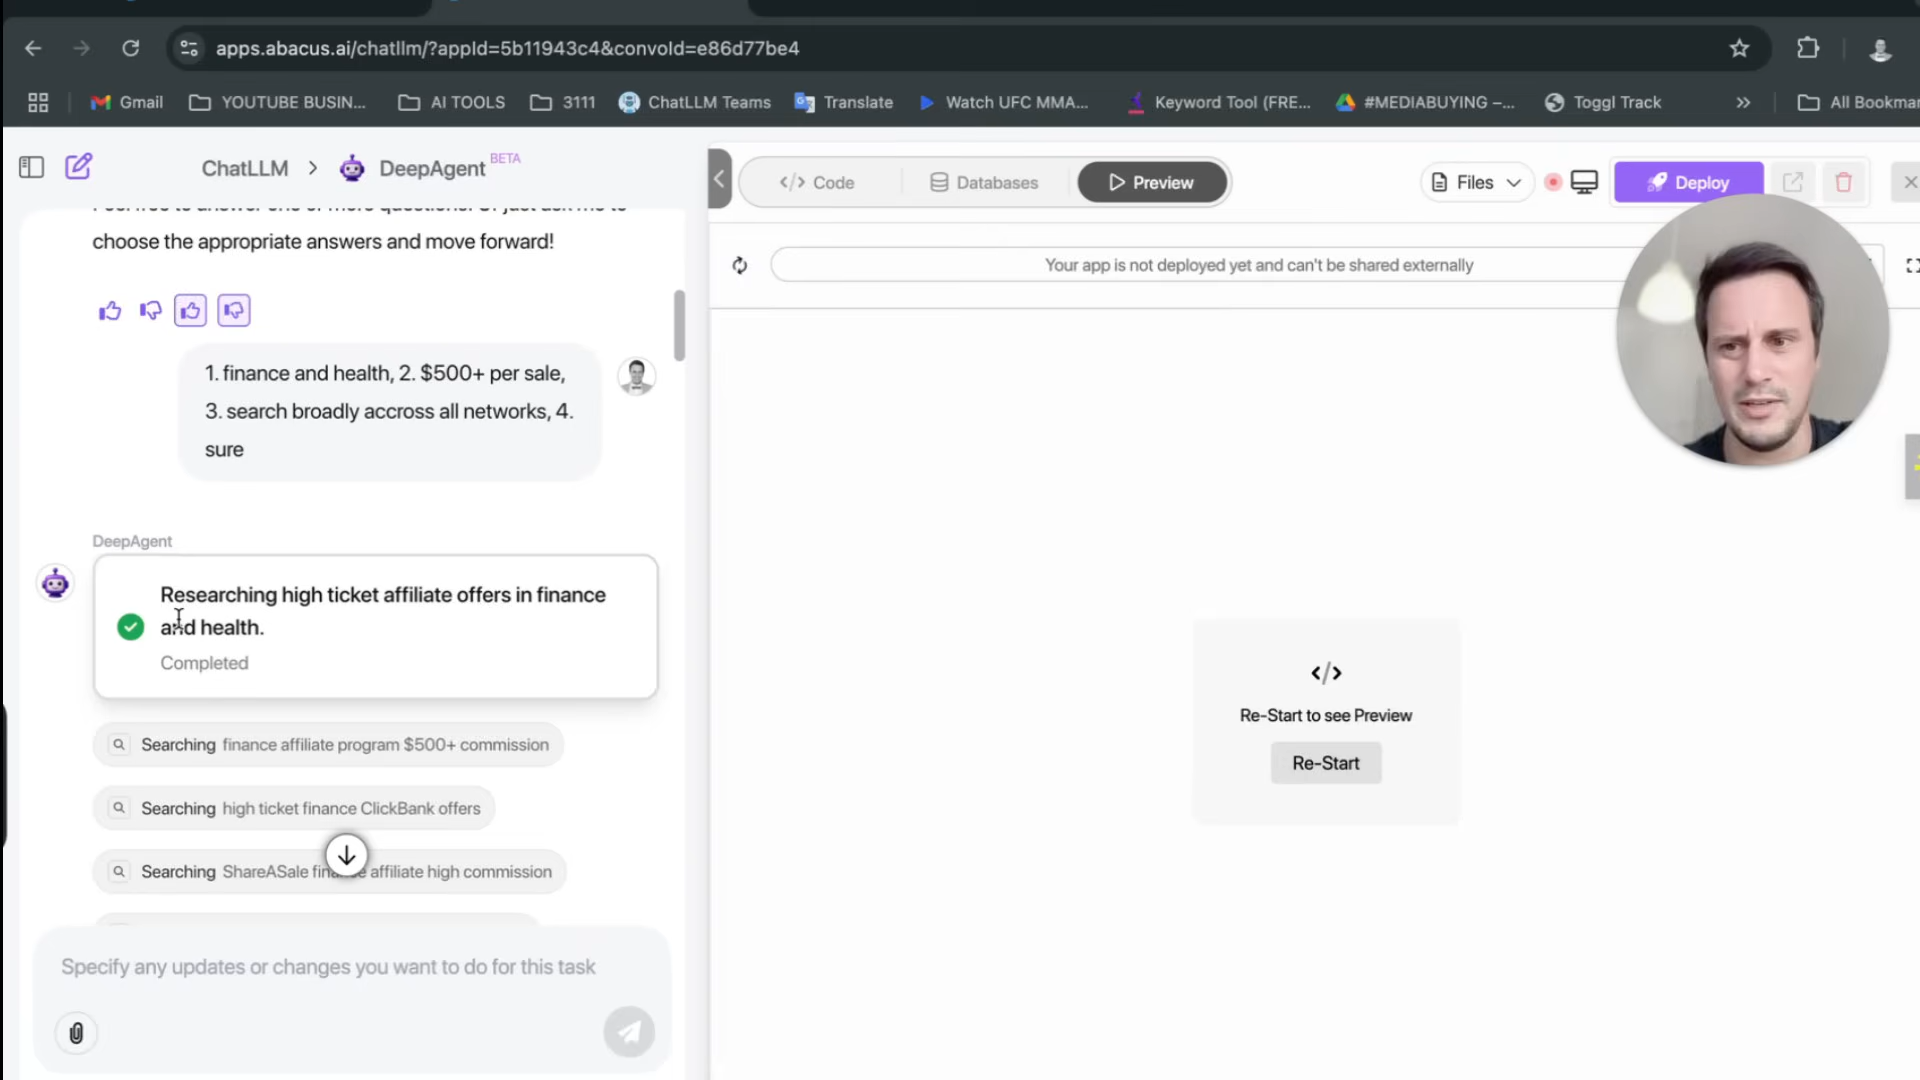 apps.abacus.ai/chatllm/?appId=5b11943c4&convoId=e86d77be4
Gmail
YOUTUBE BUSIN...
AI TOOLS
3111
ChatLLM Teams
Translate
Watch UFC MMA...
Keyword Tool (FRE...
#MEDIABUYING –...
Toggl Track
All Bookmar
ChatLLM > DeepAgent BETA
choose the appropriate answers and move forward!
1. finance and health, 2. $500+ per sale,
3. search broadly accross all networks, 4.
sure
DeepAgent
Researching high ticket affiliate offers in finance
and health.
Completed
Searching finance affiliate program $500+ commission
Searching high ticket finance ClickBank offers
Searching ShareASale finance affiliate high commission
Specify any updates or changes you want to do for this task
</> Code
Databases
Preview
Files
Deploy
Your app is not deployed yet and can't be shared externally
</>
Re-Start to see Preview
Re-Start